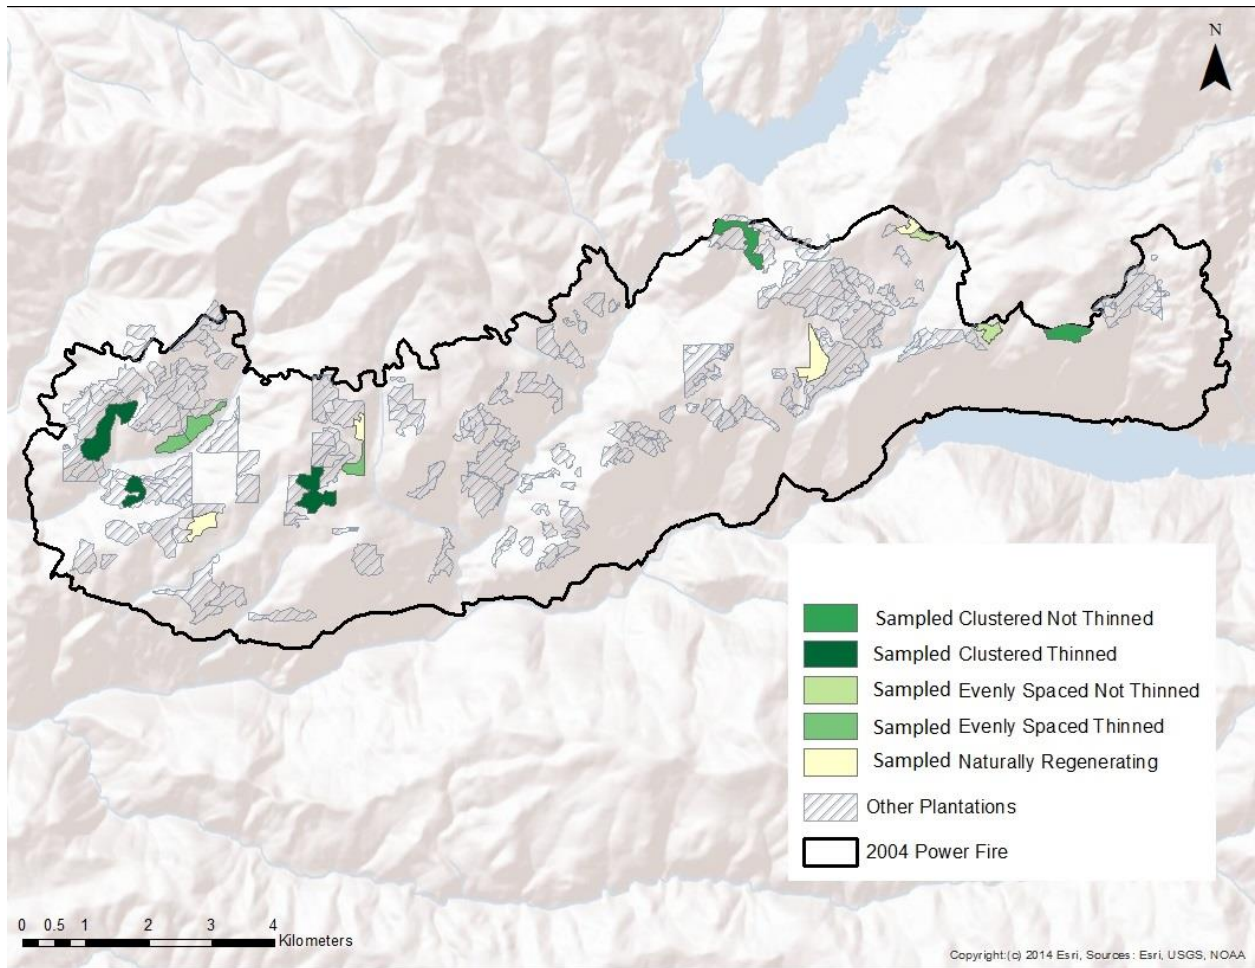 N
Sampled Clustered Not Thinned
Sampled Clustered Thinned
Sampled Evenly Spaced Not Thinned
Sampled Evenly Spaced Thinned
Sampled Naturally Regenerating
Other Plantations
2004 Power Fire
0 0.5 1 2 3 4
Kilometers
Copyright:(c) 2014 Esri, Sources: Esri, USGS, NOAA